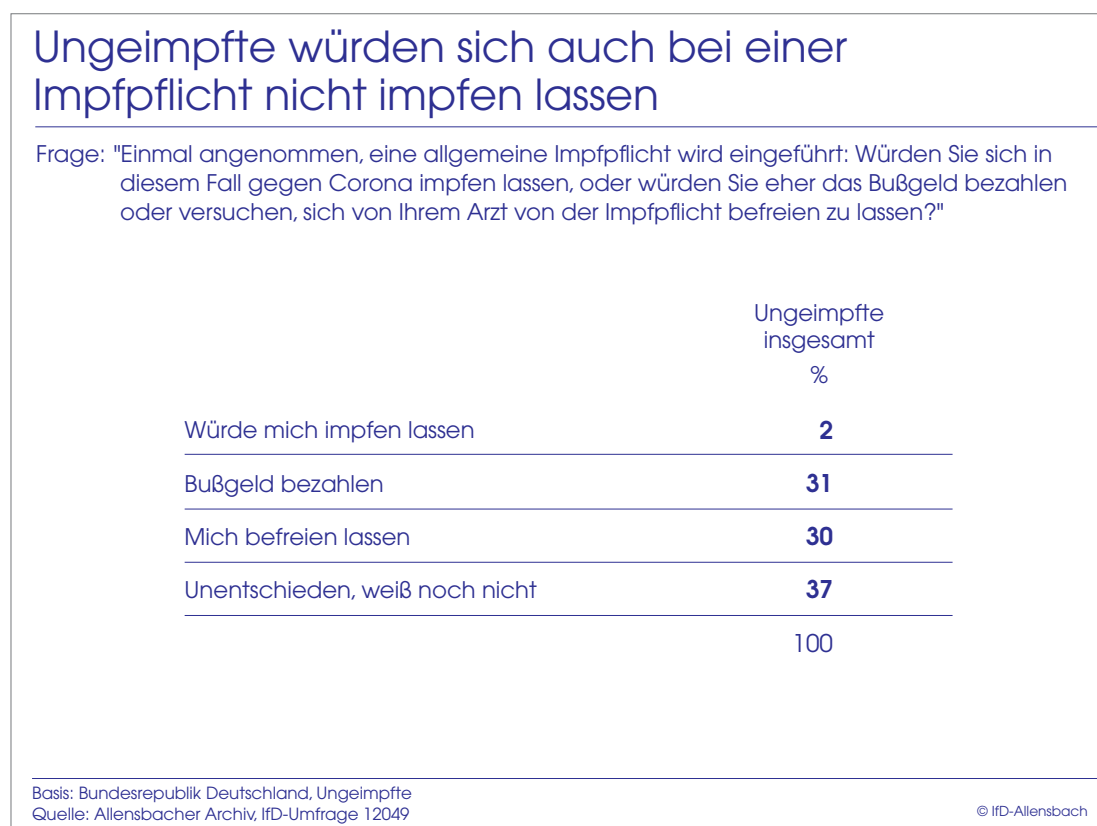 Ungeimpfte würden sich auch bei einer
Impfpflicht nicht impfen lassen
Frage: "Einmal angenommen, eine allgemeine Impfpflicht wird eingeführt: Würden Sie sich in
diesem Fall gegen Corona impfen lassen, oder würden Sie eher das Bußgeld bezahlen
oder versuchen, sich von Ihrem Arzt von der Impfpflicht befreien zu lassen?"
Ungeimpfte
insgesamt
%
Würde mich impfen lassen 2
Bußgeld bezahlen 31
Mich befreien lassen 30
Unentschieden, weiß noch nicht 37
100
Basis: Bundesrepublik Deutschland, Ungeimpfte
Quelle: Allensbacher Archiv, IfD-Umfrage 12049
© IfD-Allensbach